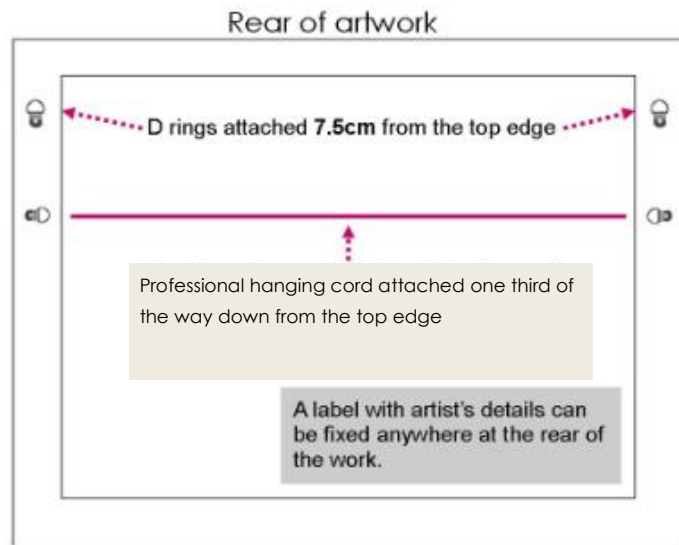 Rear of artwork
D rings attached 7.5cm from the top edge
Professional hanging cord attached one third of
the way down from the top edge
A label with artist's details can
be fixed anywhere at the rear of
the work.